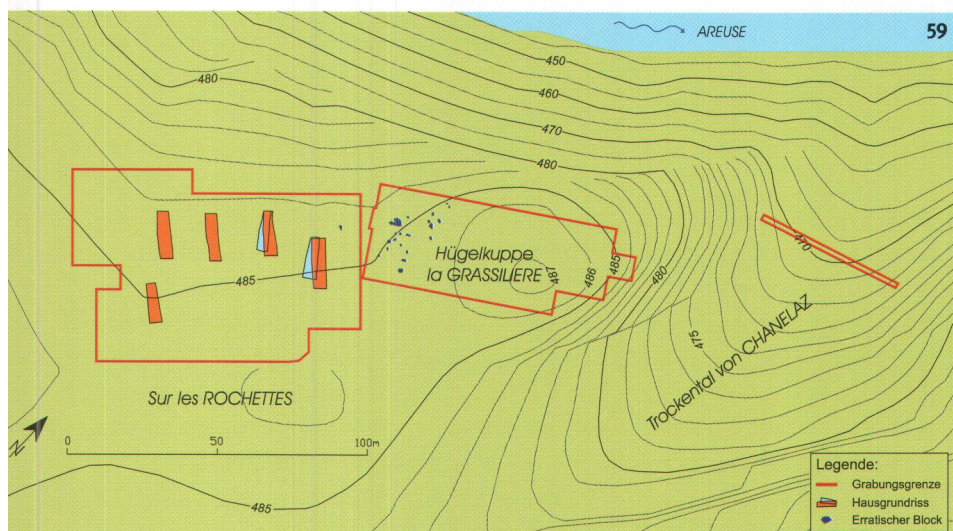 59
AREUSE
450
460
470
480
480
470
485
Hügelkuppe
la GRASSILIERE
487
486
485
480
475
Trockental von CHANELAZ
Sur les ROCHETTES
N
0 50 100m
485
Legende:
Grabungsgrenze
Hausgrundriss
Erratischer Block